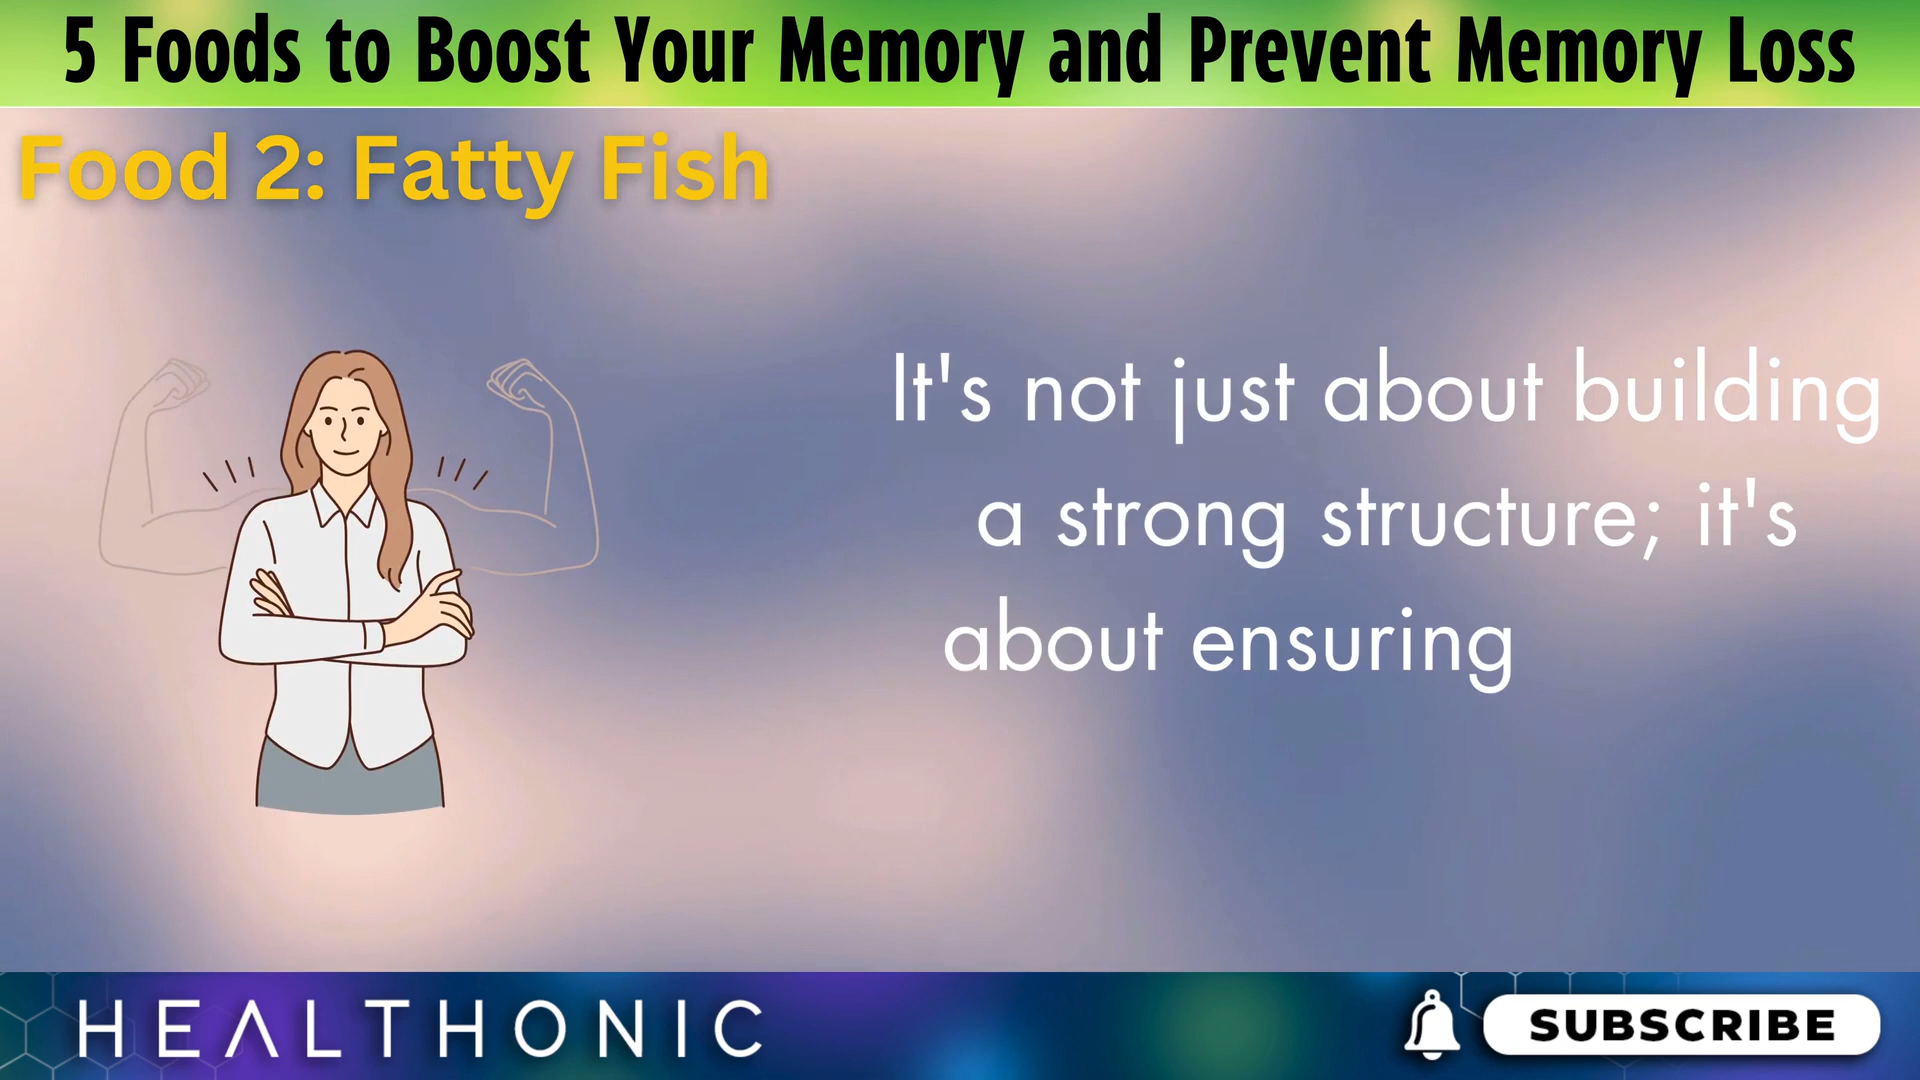 5 Foods to Boost Your Memory and Prevent Memory Loss
Food 2: Fatty Fish
It's not just about building
a strong structure; it's
about ensuring
HEALTHONIC
SUBSCRIBE